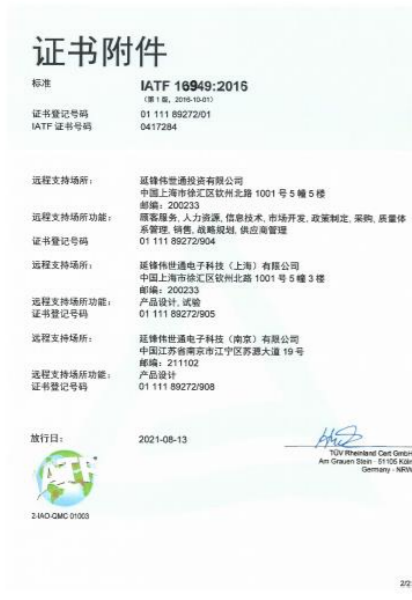 证书附件
标准 IATF 16949:2016
（第 1 版，2016-10-01）
证书登记号码 01 111 89272/01
IATF 证书号码 0417284
远程支持场所： 延锋伟世通投资有限公司
中国上海市徐汇区钦州北路 1001 号 5 幢 5 楼
邮编：200233
远程支持场所功能： 顾客服务, 人力资源, 信息技术, 市场开发, 政策制定, 采购, 质量体
系管理, 销售, 战略规划, 供应商管理
证书登记号码 01 111 89272/904
远程支持场所： 延锋伟世通电子科技（上海）有限公司
中国上海市徐汇区钦州北路 1001 号 5 幢 3 楼
邮编：200233
远程支持场所功能： 产品设计, 试验
证书登记号码 01 111 89272/905
远程支持场所： 延锋伟世通电子科技（南京）有限公司
中国江苏省南京市江宁区苏源大道 19 号
邮编：211102
远程支持场所功能： 产品设计
证书登记号码 01 111 89272/908
放行日： 2021-08-13
TÜV Rheinland Cert GmbH
Am Grauen Stein · 51105 Köln
Germany - NRW
IATF
2-IAO-QMC 01003
2/2